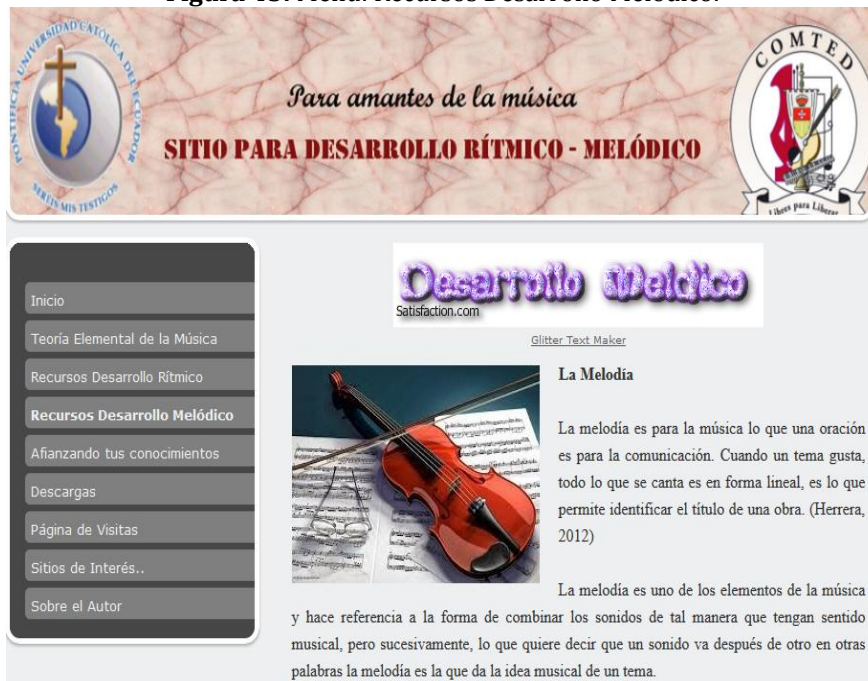 PONTIFICIA UNIVERSIDAD CATÓLICA DEL ECUADOR
SERÉIS MIS TESTIGOS
Para amantes de la música
SITIO PARA DESARROLLO RÍTMICO - MELÓDICO
COMTED
Libres para Liberar
Inicio
Teoría Elemental de la Música
Recursos Desarrollo Rítmico
Recursos Desarrollo Melódico
Afianzando tus conocimientos
Descargas
Página de Visitas
Sitios de Interés..
Sobre el Autor
Desarrollo Melódico
Satisfaction.com
Glitter Text Maker
La Melodía
La melodía es para la música lo que una oración
es para la comunicación. Cuando un tema gusta,
todo lo que se canta es en forma lineal, es lo que
permite identificar el título de una obra. (Herrera,
2012)
La melodía es uno de los elementos de la música
y hace referencia a la forma de combinar los sonidos de tal manera que tengan sentido
musical, pero sucesivamente, lo que quiere decir que un sonido va después de otro en otras
palabras la melodía es la que da la idea musical de un tema.